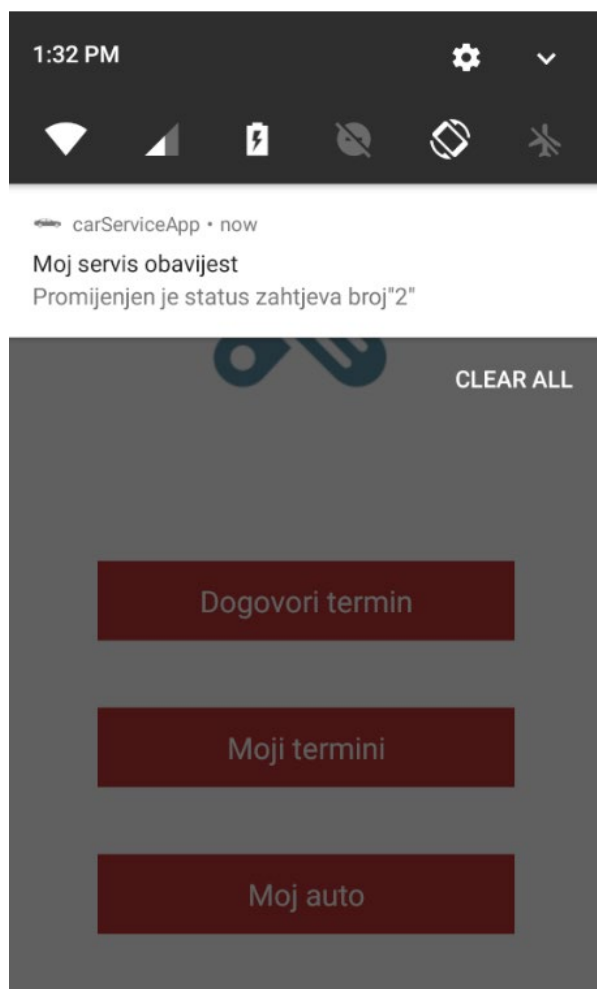 1:32 PM
carServiceApp • now
Moj servis obavijest
Promijenjen je status zahtjeva broj"2"
CLEAR ALL
Dogovori termin
Moji termini
Moj auto